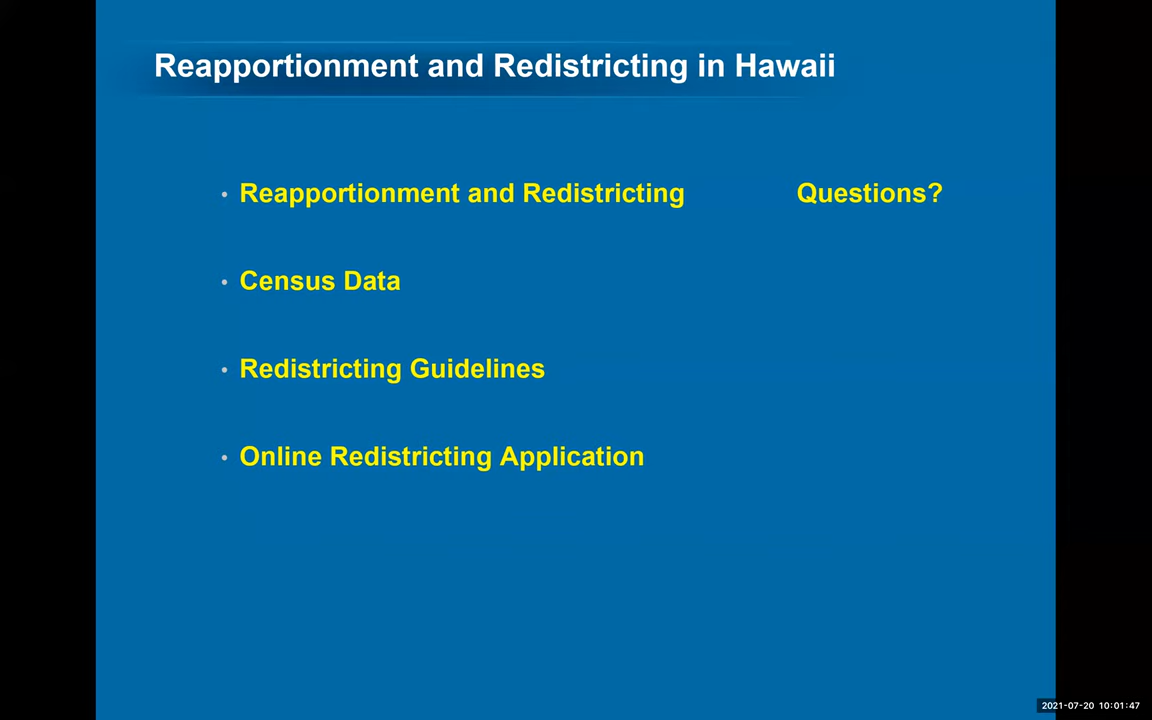 Reapportionment and Redistricting in Hawaii
• Reapportionment and Redistricting Questions?
• Census Data
• Redistricting Guidelines
• Online Redistricting Application
2021-07-20 10:01:47